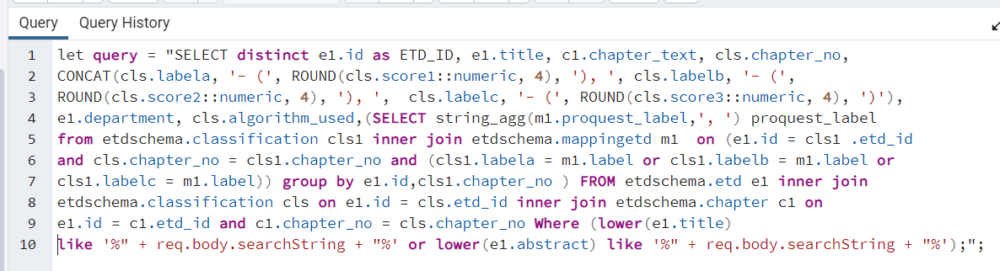 Query Query History
1 let query = "SELECT distinct e1.id as ETD_ID, e1.title, c1.chapter_text, cls.chapter_no,
2 CONCAT(cls.labela, '- (', ROUND(cls.score1::numeric, 4), '), ', cls.labelb, '- (',
3 ROUND(cls.score2::numeric, 4), '), ',  cls.labelc, '- (', ROUND(cls.score3::numeric, 4), ')'),
4 e1.department, cls.algorithm_used,(SELECT string_agg(m1.proquest_label,', ') proquest_label
5 from etdschema.classification cls1 inner join etdschema.mappingetd m1  on (e1.id = cls1 .etd_id
6 and cls.chapter_no = cls1.chapter_no and (cls1.labela = m1.label or cls1.labelb = m1.label or
7 cls1.labelc = m1.label)) group by e1.id,cls1.chapter_no ) FROM etdschema.etd e1 inner join
8 etdschema.classification cls on e1.id = cls.etd_id inner join etdschema.chapter c1 on
9 e1.id = c1.etd_id and c1.chapter_no = cls.chapter_no Where (lower(e1.title)
10 like '%" + req.body.searchString + "%' or lower(e1.abstract) like '%" + req.body.searchString + "%');";